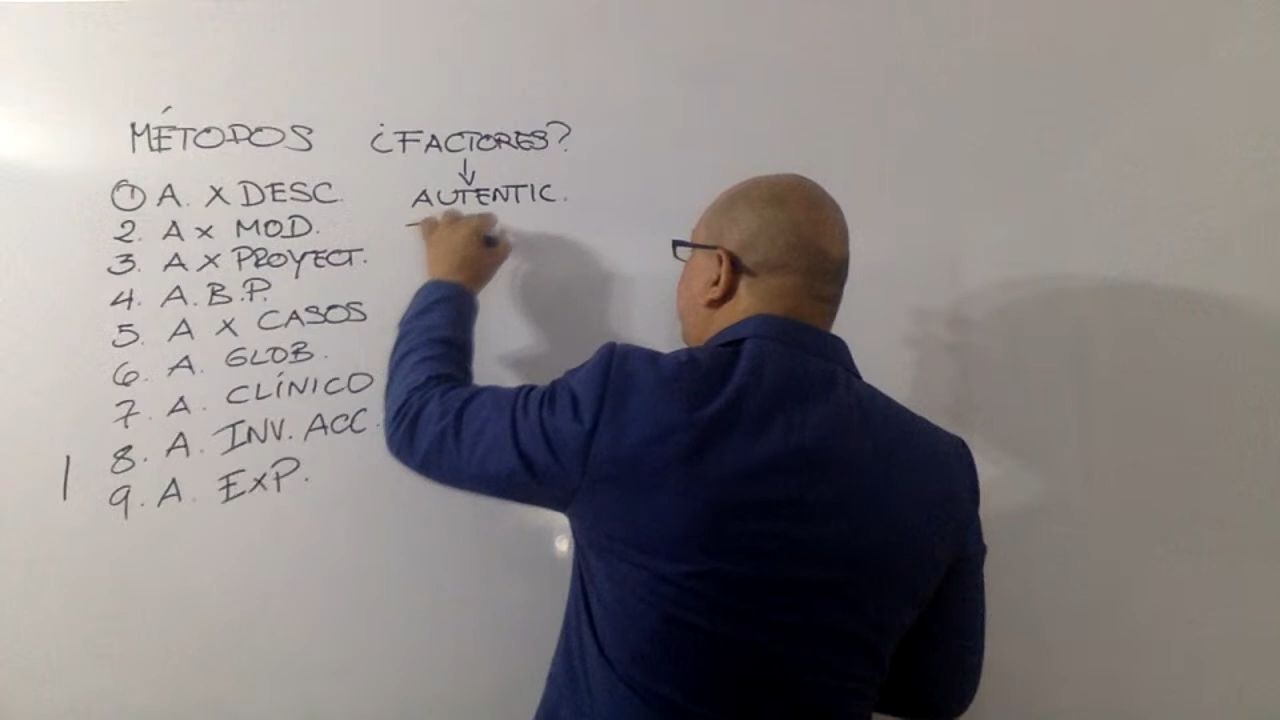 MÉTODOS ¿FACTORES?
↓
① A. X DESC. AUTENTIC.
2. A X MOD.
3. A X PROYECT.
4. A.B.P.
5. A X CASOS
6. A. GLOB.
7. A. CLÍNICO
8. A. INV. ACC.
9. A. EXP.